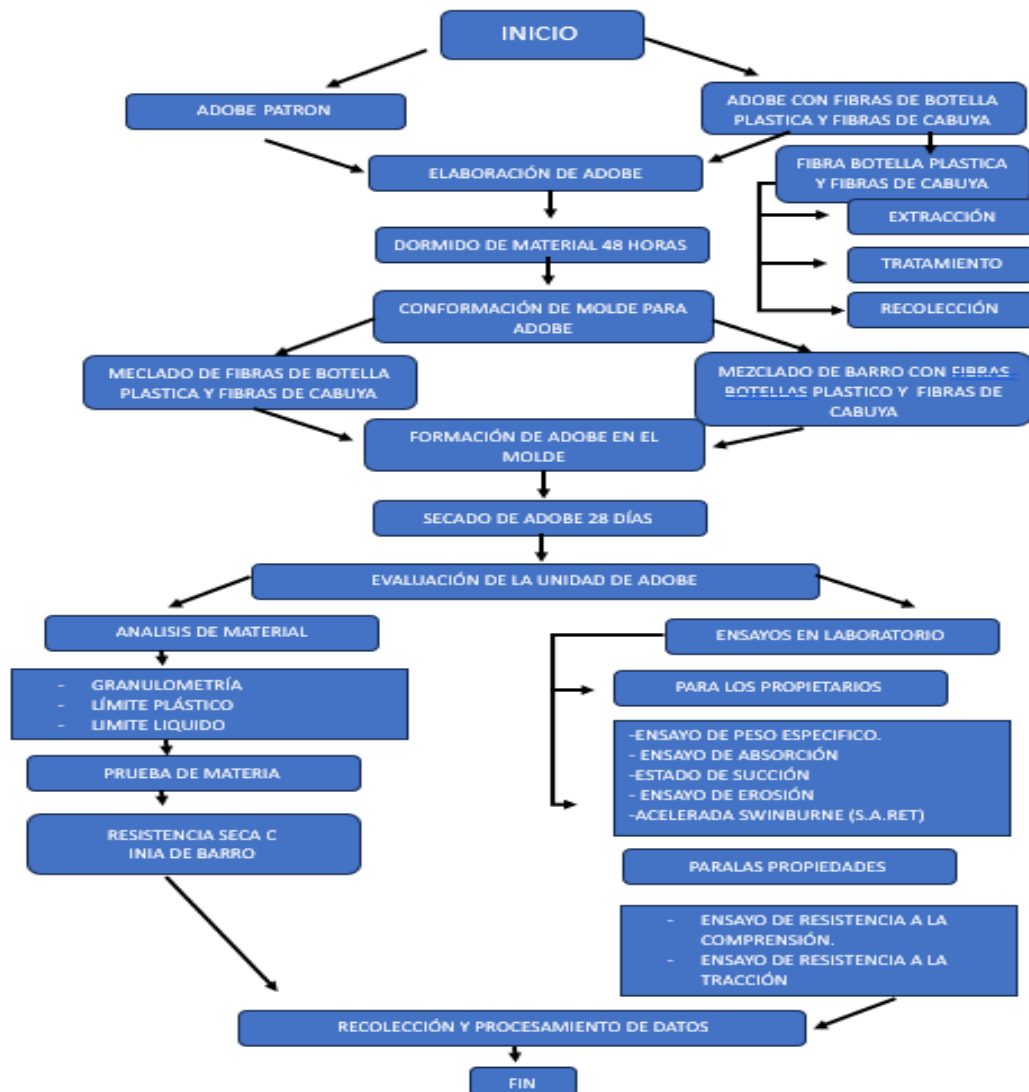 INICIO
ADOBE PATRON
ADOBE CON FIBRAS DE BOTELLA
PLASTICA Y FIBRAS DE CABUYA
ELABORACIÓN DE ADOBE
FIBRA BOTELLA PLASTICA
Y FIBRAS DE CABUYA
EXTRACCIÓN
DORMIDO DE MATERIAL 48 HORAS
TRATAMIENTO
RECOLECCIÓN
CONFORMACIÓN DE MOLDE PARA
ADOBE
MECLADO DE FIBRAS DE BOTELLA
PLASTICA Y FIBRAS DE CABUYA
MEZCLADO DE BARRO CON FIBRAS
BOTELLAS PLASTICO Y FIBRAS DE
CABUYA
FORMACIÓN DE ADOBE EN EL
MOLDE
SECADO DE ADOBE 28 DÍAS
EVALUACIÓN DE LA UNIDAD DE ADOBE
ANALISIS DE MATERIAL
- GRANULOMETRÍA
- LÍMITE PLÁSTICO
- LIMITE LIQUIDO
PRUEBA DE MATERIA
RESISTENCIA SECA C
INIA DE BARRO
ENSAYOS EN LABORATORIO
PARA LOS PROPIETARIOS
-ENSAYO DE PESO ESPECIFICO.
- ENSAYO DE ABSORCIÓN
-ESTADO DE SUCCIÓN
- ENSAYO DE EROSIÓN
-ACELERADA SWINBURNE (S.A.RET)
PARALAS PROPIEDADES
- ENSAYO DE RESISTENCIA A LA
COMPRENSIÓN.
- ENSAYO DE RESISTENCIA A LA
TRACCIÓN
RECOLECCIÓN Y PROCESAMIENTO DE DATOS
FIN